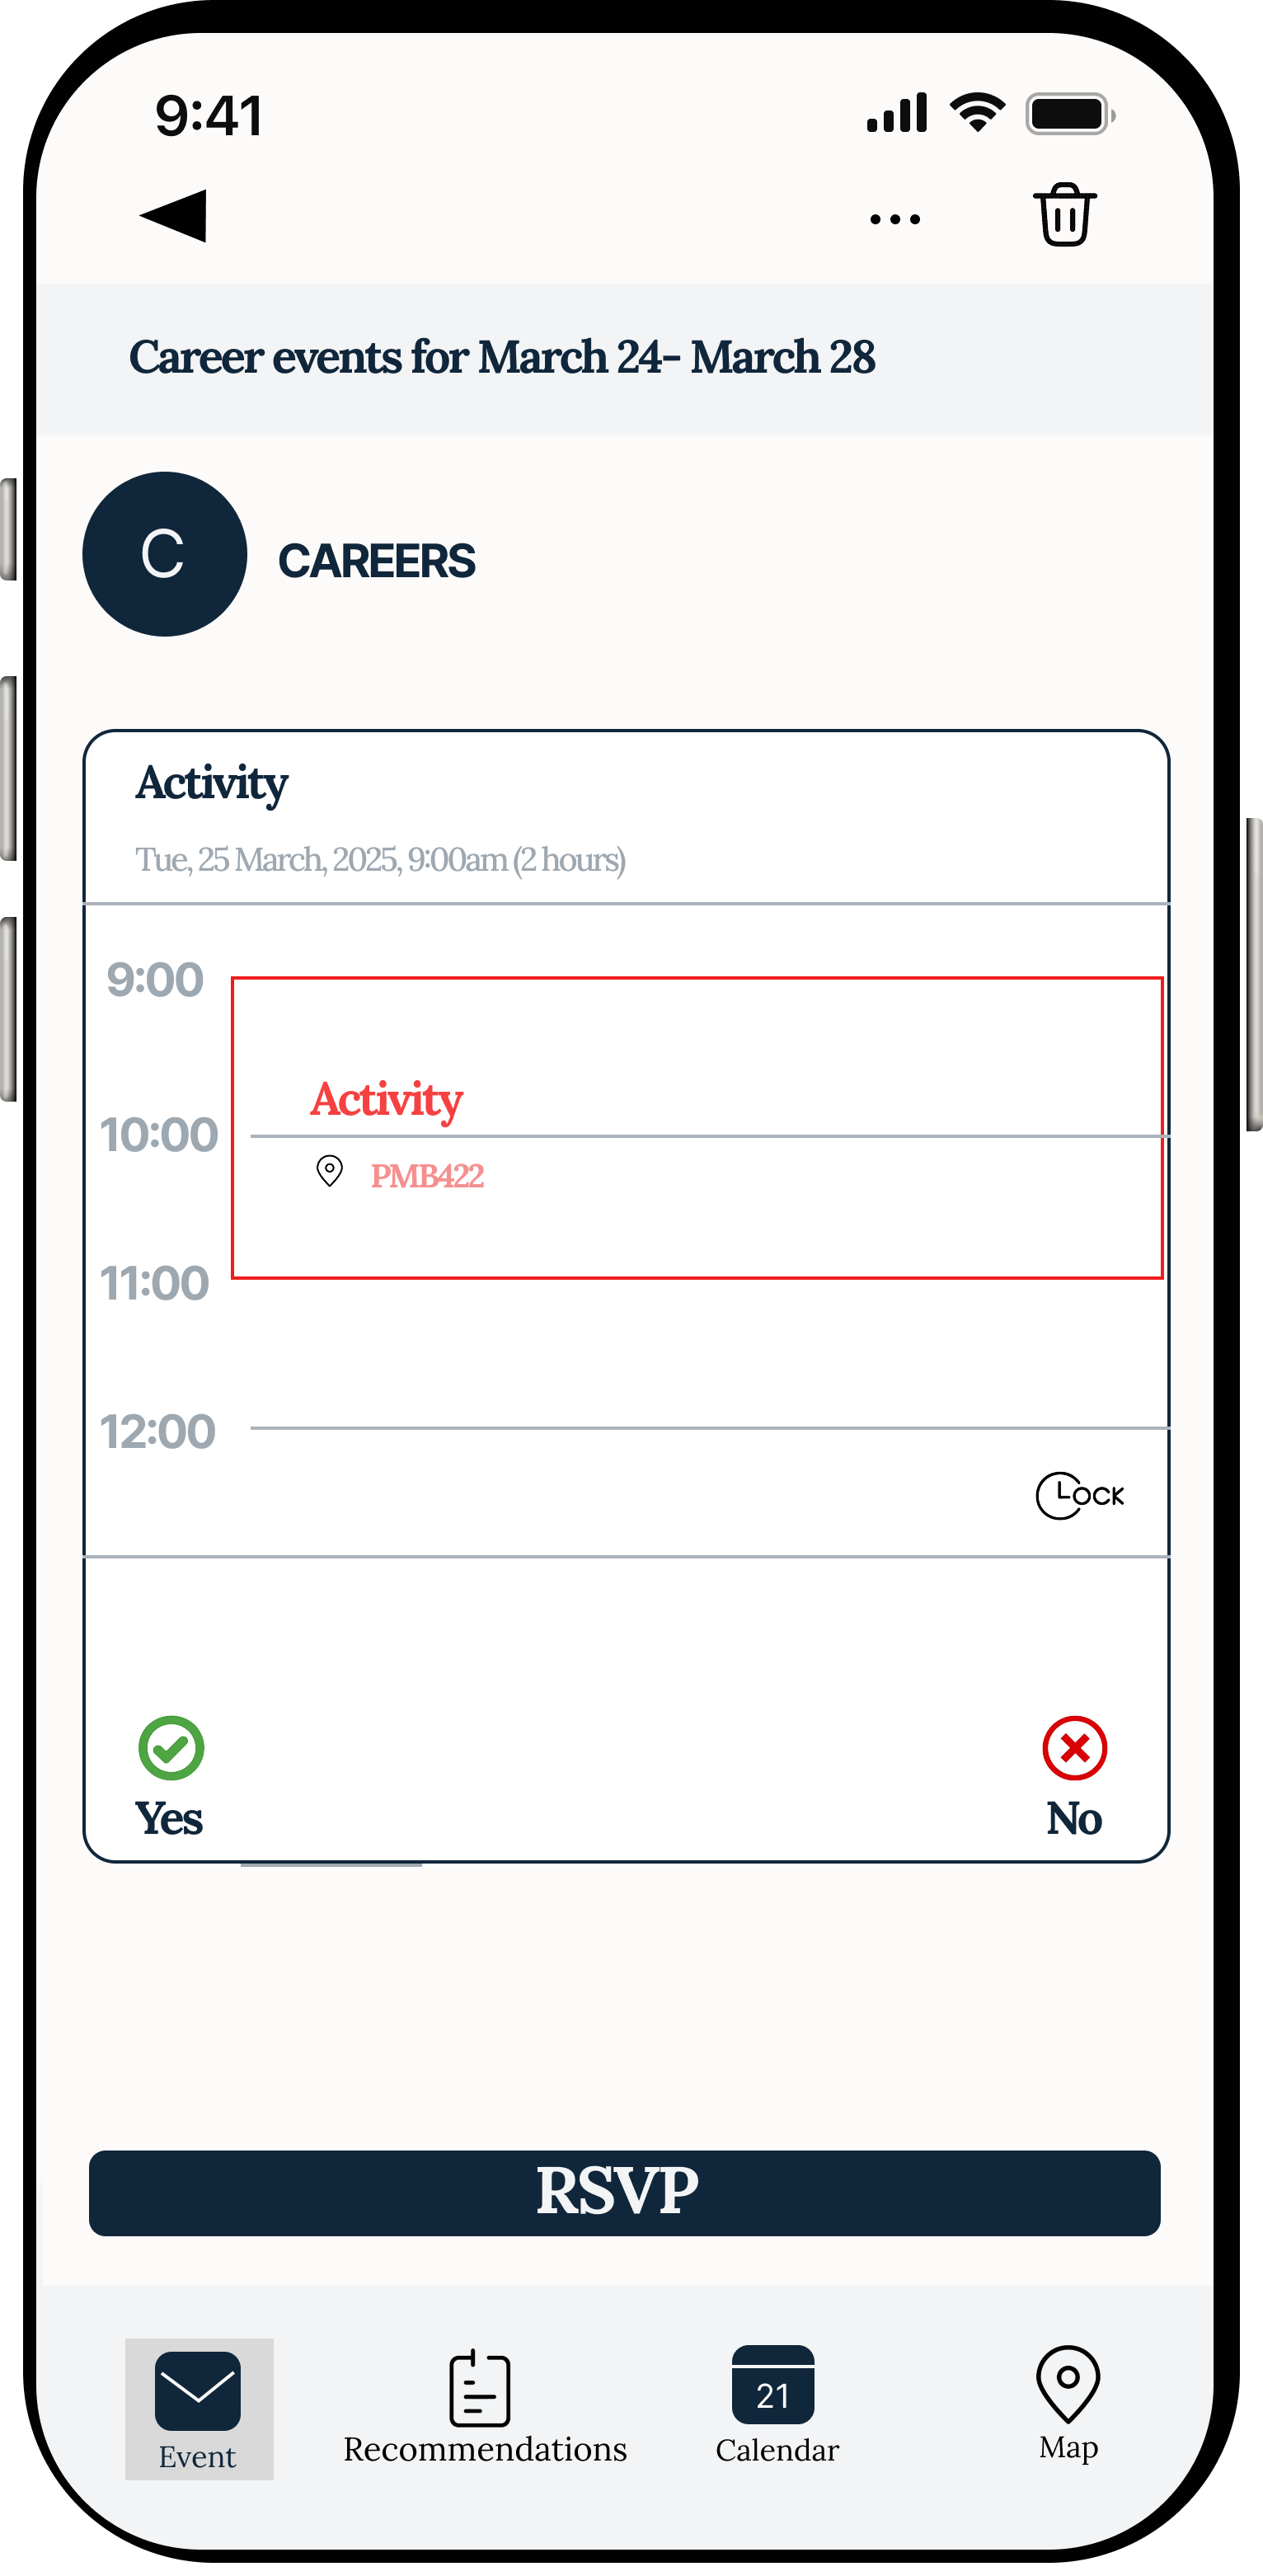 9:41
Career events for March 24- March 28
C
CAREERS
Activity
Tue, 25 March, 2025, 9:00am (2 hours)
9:00
Activity
10:00
PMB422
11:00
12:00
CLOCK
Yes
No
RSVP
21
Event
Recommendations
Calendar
Map